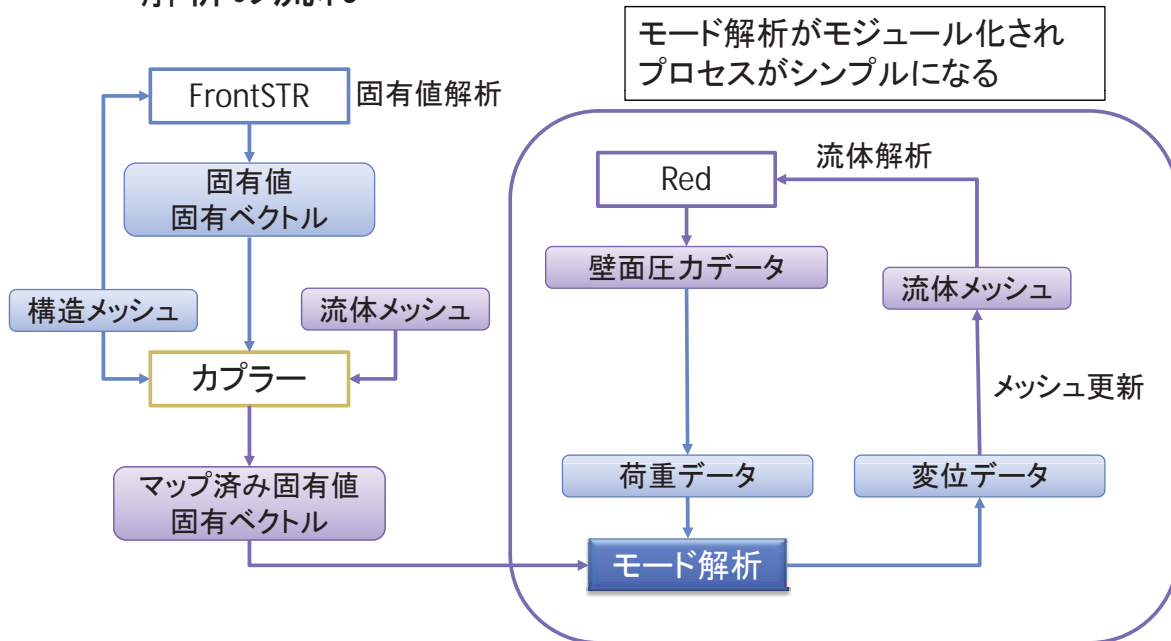 モード解析がモジュール化され
プロセスがシンプルになる
FrontSTR
固有値解析
固有値
固有ベクトル
構造メッシュ
流体メッシュ
カプラー
マップ済み固有値
固有ベクトル
流体解析
Red
壁面圧力データ
流体メッシュ
メッシュ更新
荷重データ
変位データ
モード解析